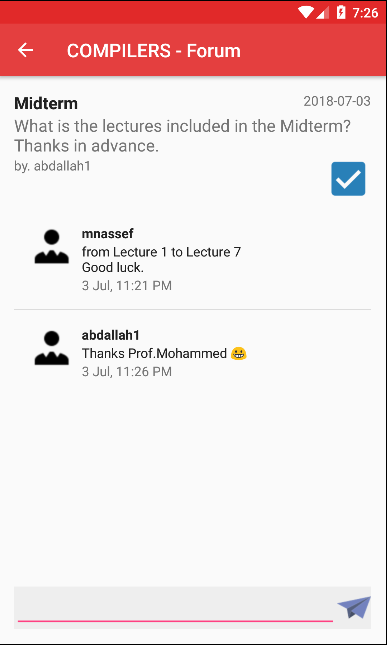 7:26
COMPILERS - Forum
Midterm
2018-07-03
What is the lectures included in the Midterm?
Thanks in advance.
by. abdallah1
mnassef
from Lecture 1 to Lecture 7
Good luck.
3 Jul, 11:21 PM
abdallah1
Thanks Prof.Mohammed 😀
3 Jul, 11:26 PM